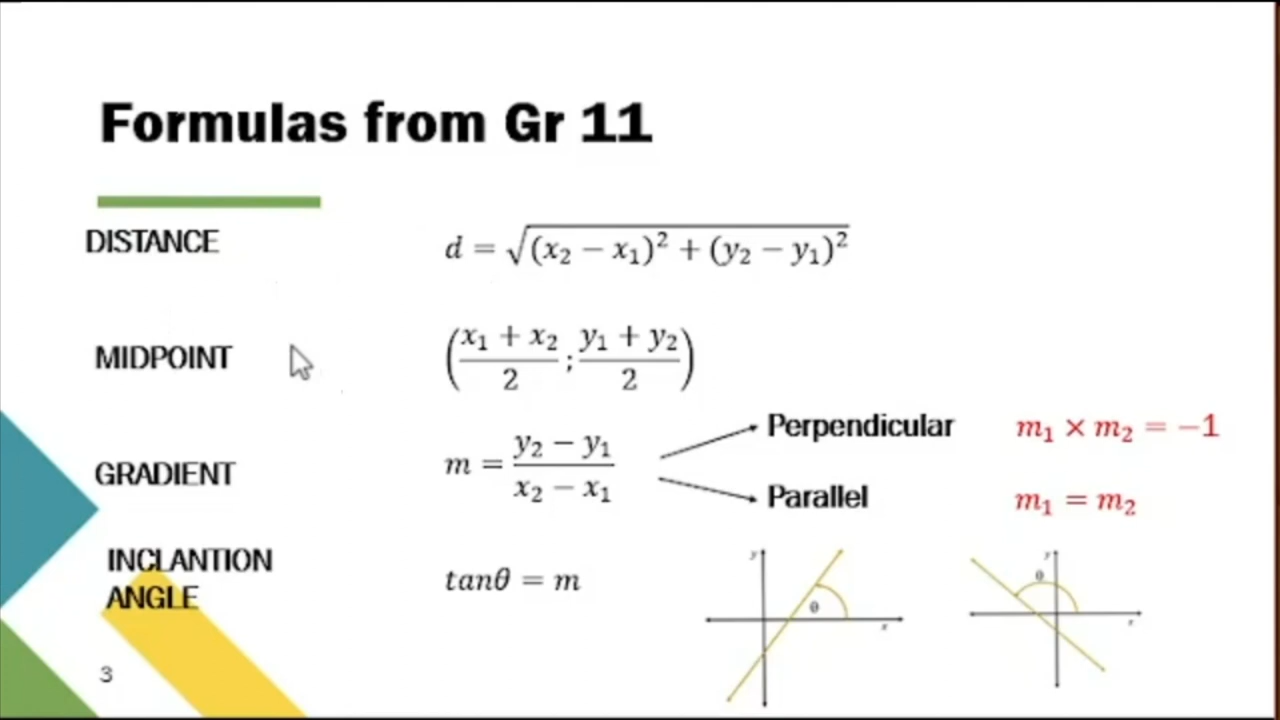 Formulas from Gr 11
DISTANCE
d = √(x₂ − x₁)² + (y₂ − y₁)²
MIDPOINT
(x₁ + x₂ / 2 ; y₁ + y₂ / 2)
GRADIENT
m = y₂ − y₁ / x₂ − x₁
Perpendicular m₁ × m₂ = −1
Parallel m₁ = m₂
INCLANTION
ANGLE
tanθ = m
y
θ
x
y
θ
x
3